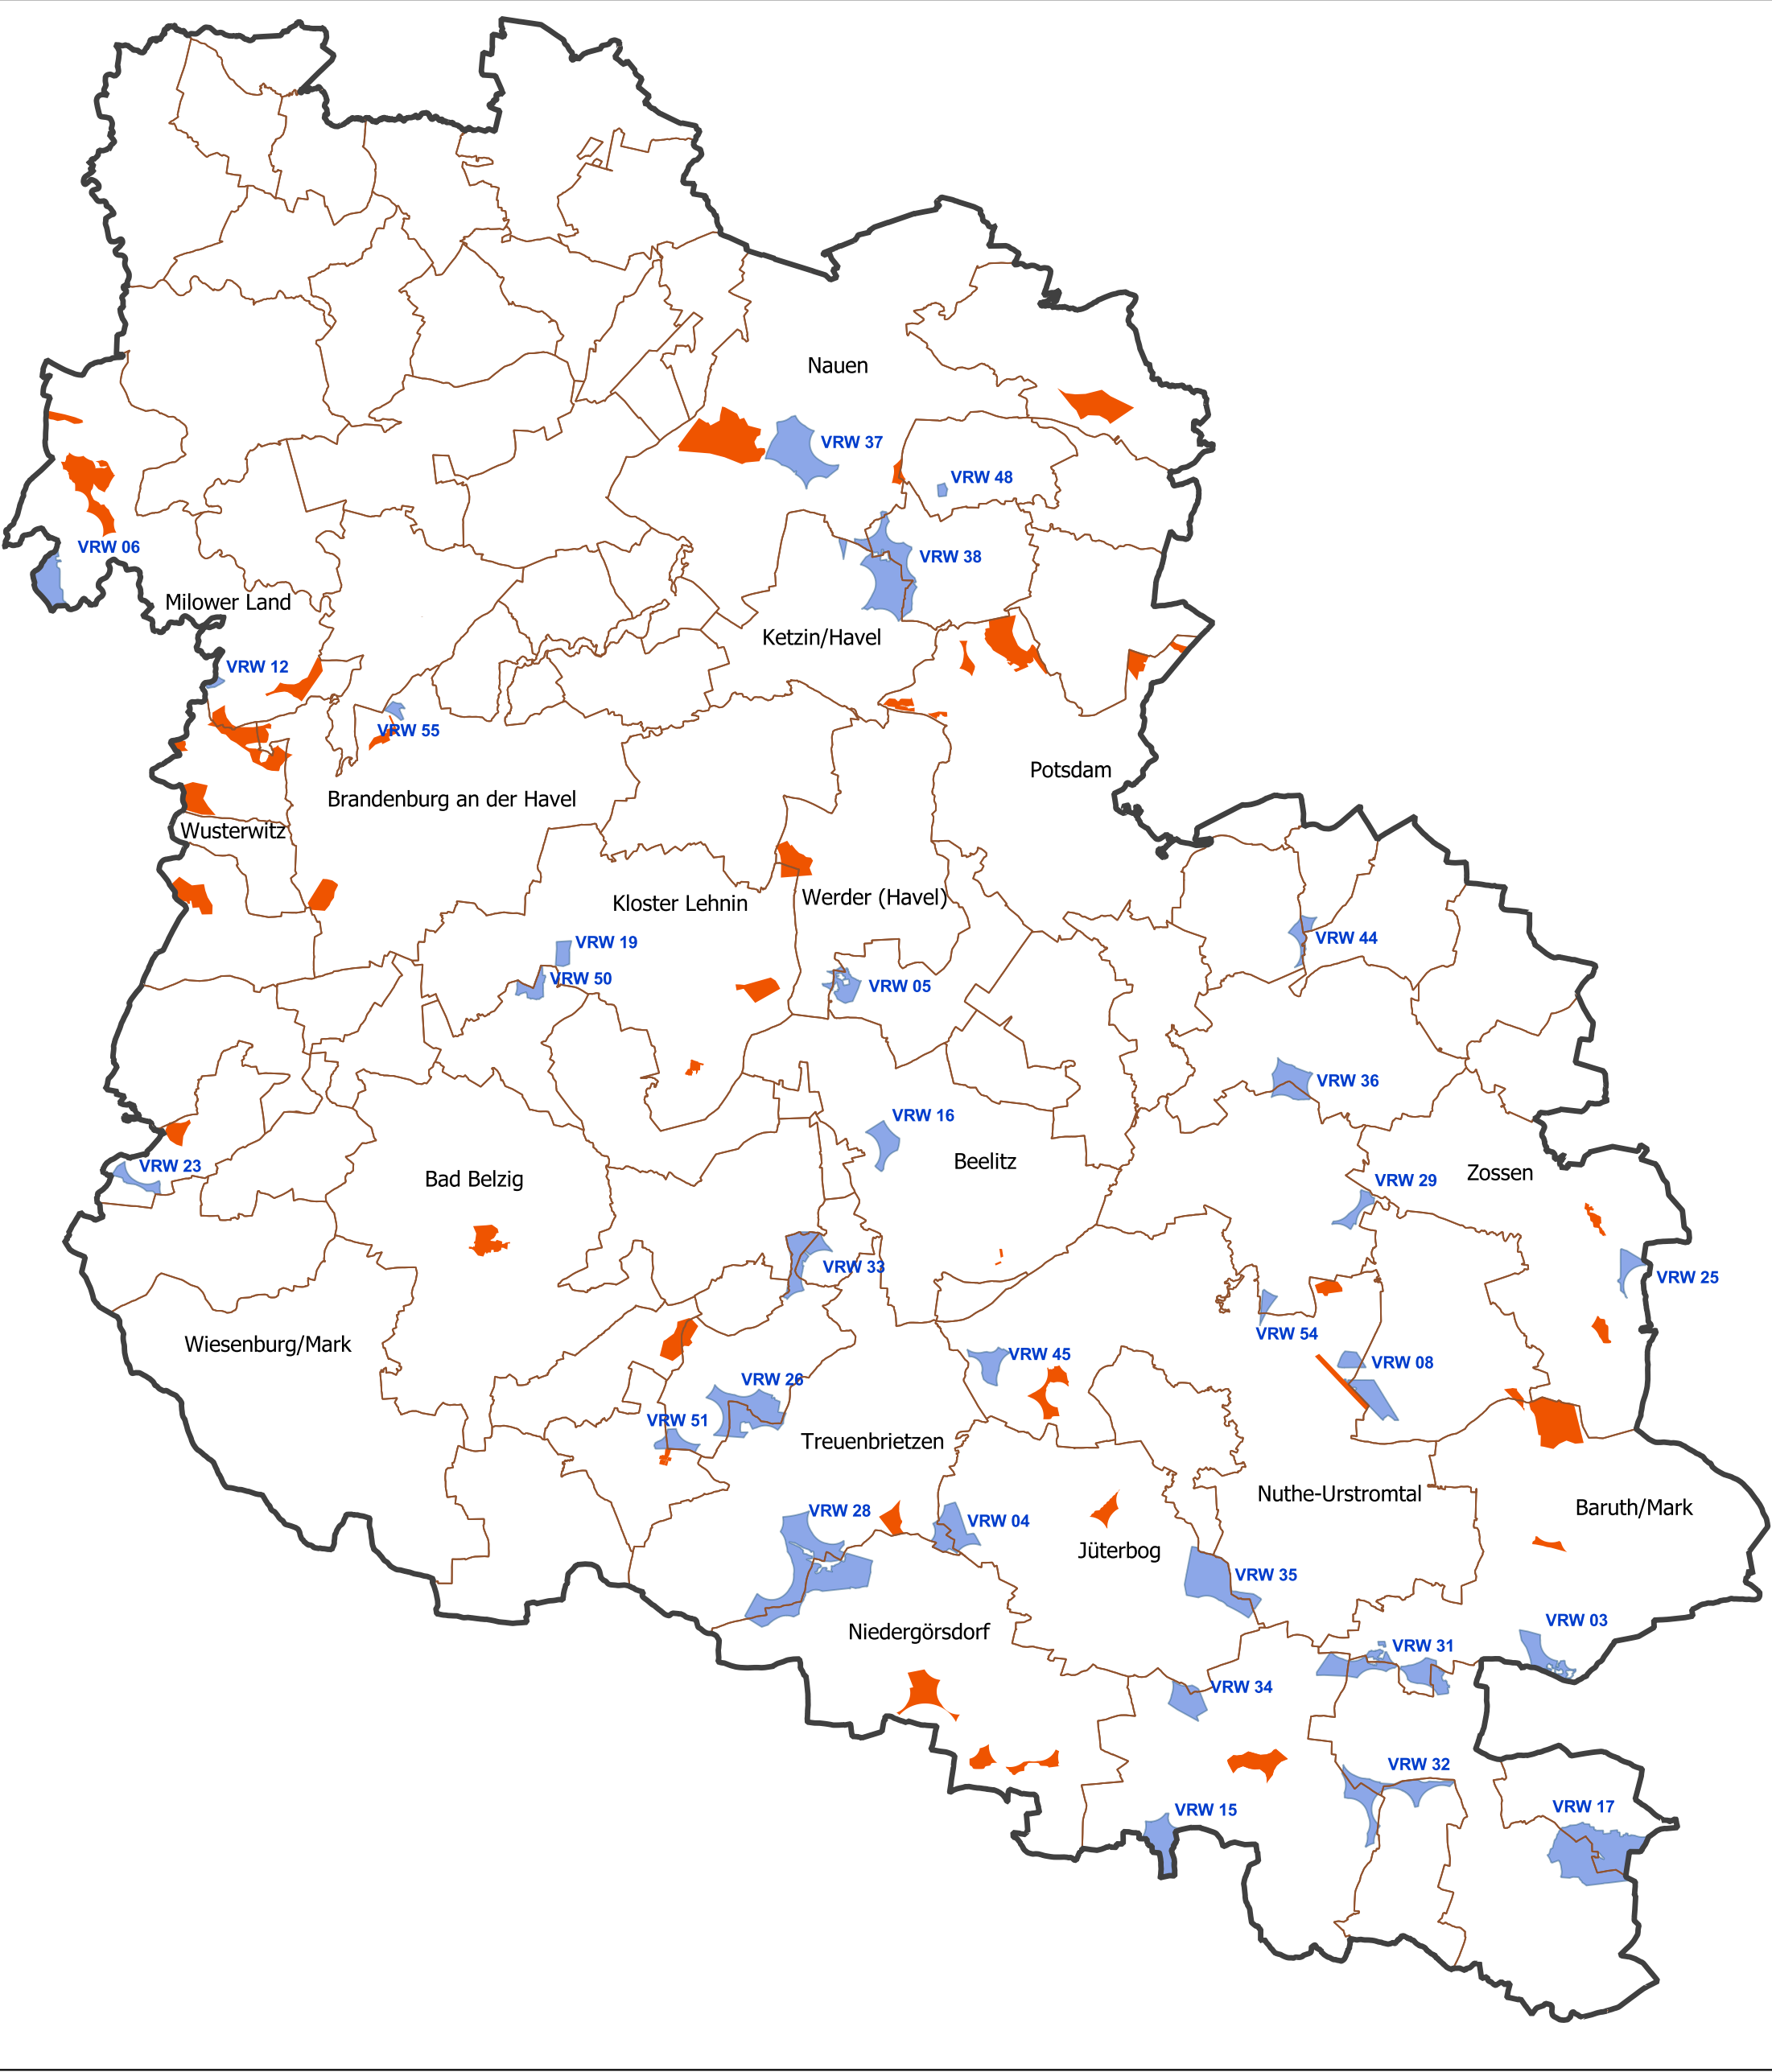 Nauen
VRW 37
VRW 48
VRW 06
VRW 38
Milower Land
Ketzin/Havel
VRW 12
VRW 55
Potsdam
Brandenburg an der Havel
Wusterwitz
Werder (Havel)
Kloster Lehnin
VRW 19
VRW 44
VRW 50
VRW 05
VRW 36
VRW 16
Beelitz
VRW 23
Zossen
Bad Belzig
VRW 29
VRW 33
VRW 25
VRW 54
Wiesenburg/Mark
VRW 45
VRW 08
VRW 26
VRW 51
Treuenbrietzen
Nuthe-Urstromtal
Baruth/Mark
VRW 28
VRW 04
Jüterbog
VRW 35
VRW 03
Niedergörsdorf
VRW 31
VRW 34
VRW 32
VRW 17
VRW 15